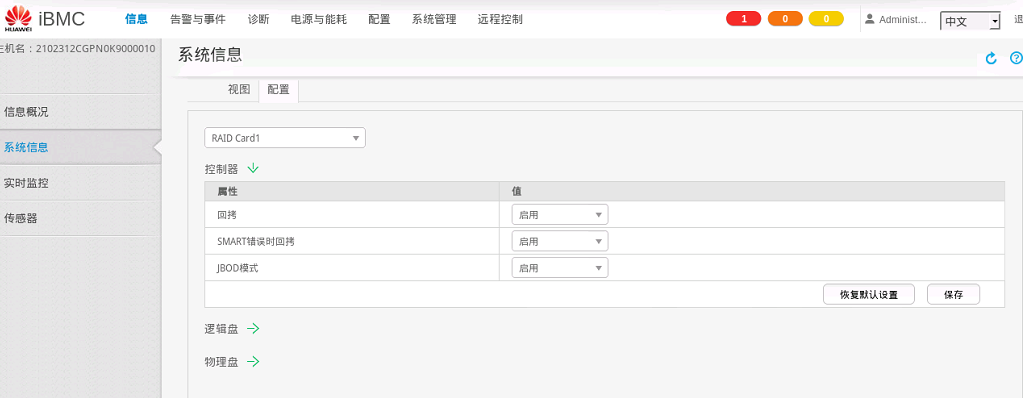 HUAWEI iBMC 信息 告警与事件 诊断 电源与能耗 配置 系统管理 远程控制 1 0 0 Administ... 中文
主机名：2102312CGPN0K9000010
系统信息
视图 配置
信息概况
系统信息
实时监控
传感器
RAID Card1
控制器
属性 值
回拷 启用
SMART错误时回拷 启用
JBOD模式 启用
恢复默认设置 保存
逻辑盘
物理盘